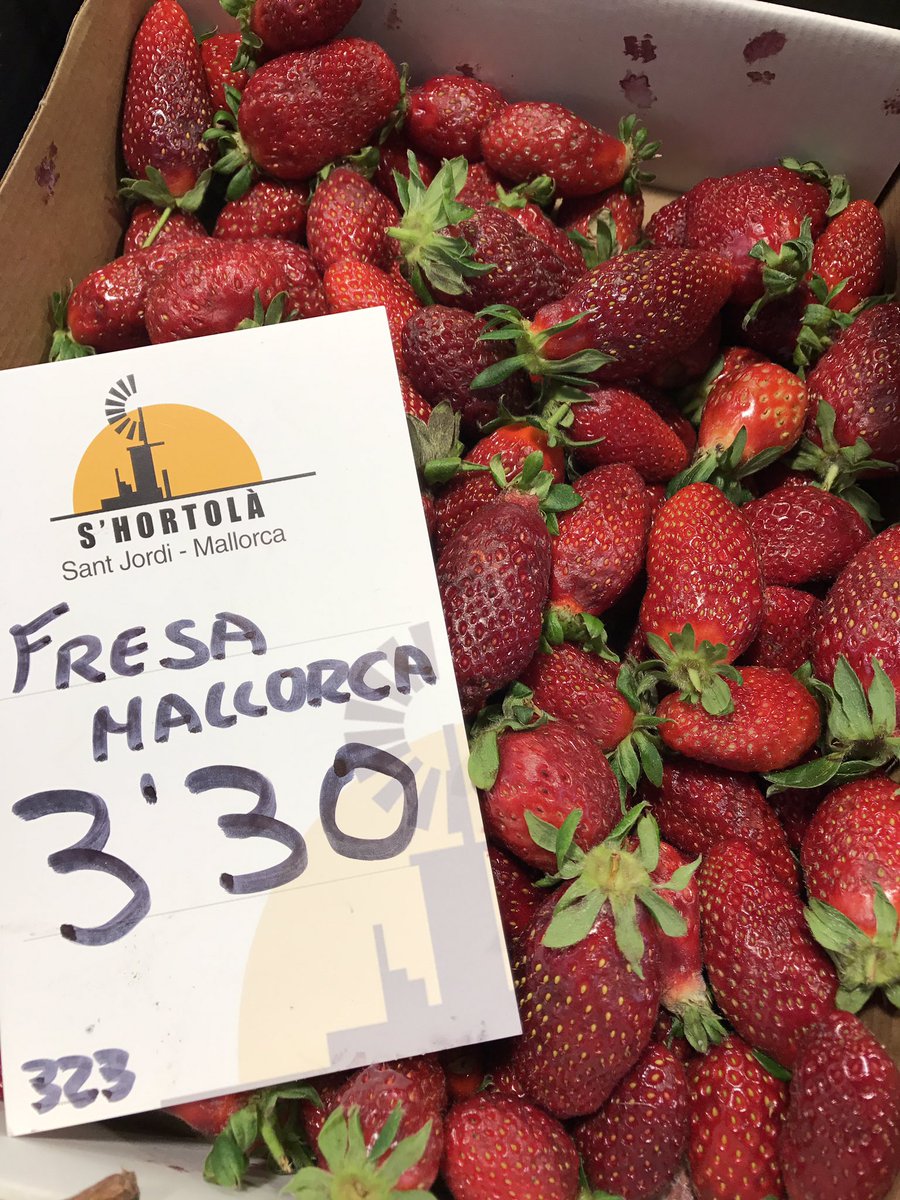 S'HORTOLÀ
Sant Jordi - Mallorca
FRESA
MALLORCA
3'30
323